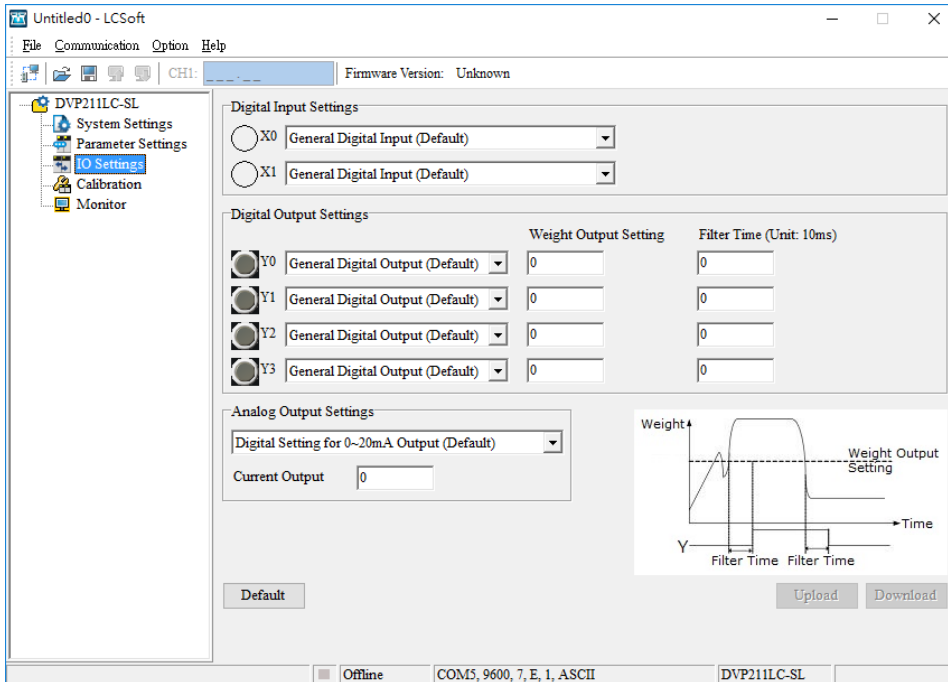 Untitled0 - LCSoft
File Communication Option Help
CH1: _ _ _ : _ _ Firmware Version: Unknown
DVP211LC-SL
System Settings
Parameter Settings
IO Settings
Calibration
Monitor
Digital Input Settings
X0 General Digital Input (Default)
X1 General Digital Input (Default)
Digital Output Settings
Weight Output Setting Filter Time (Unit: 10ms)
Y0 General Digital Output (Default) 0 0
Y1 General Digital Output (Default) 0 0
Y2 General Digital Output (Default) 0 0
Y3 General Digital Output (Default) 0 0
Analog Output Settings
Digital Setting for 0~20mA Output (Default)
Current Output 0
Weight
Weight Output
Setting
Time
Y
Filter Time Filter Time
Default Upload Download
Offline COM5, 9600, 7, E, 1, ASCII DVP211LC-SL